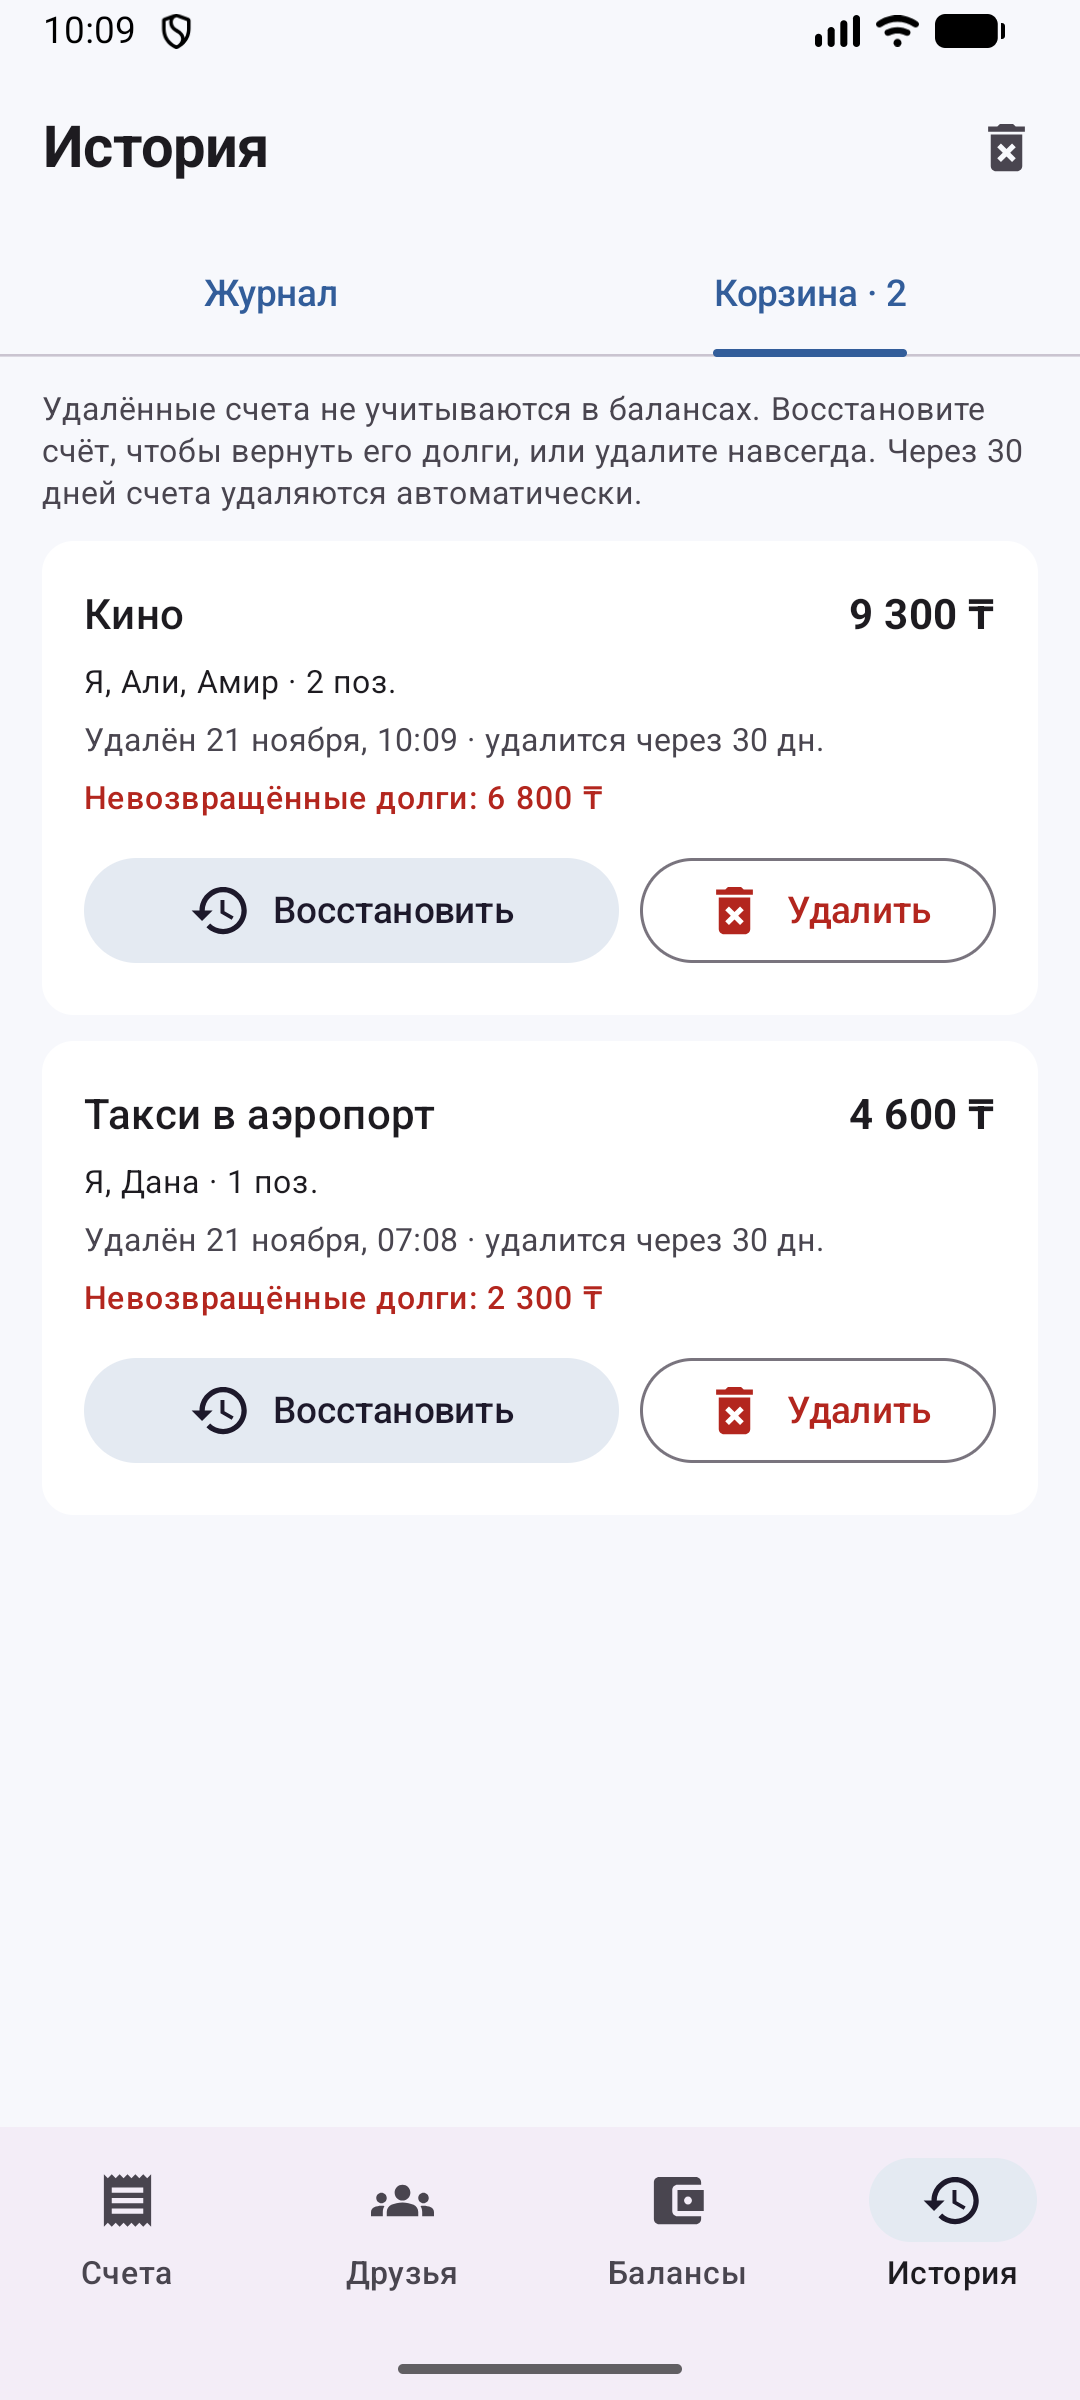 10:09
История
Журнал
Корзина · 2
Удалённые счета не учитываются в балансах. Восстановите
счёт, чтобы вернуть его долги, или удалите навсегда. Через 30
дней счета удаляются автоматически.
Кино
9 300 ₸
Я, Али, Амир · 2 поз.
Удалён 21 ноября, 10:09 · удалится через 30 дн.
Невозвращённые долги: 6 800 ₸
Восстановить
Удалить
Такси в аэропорт
4 600 ₸
Я, Дана · 1 поз.
Удалён 21 ноября, 07:08 · удалится через 30 дн.
Невозвращённые долги: 2 300 ₸
Восстановить
Удалить
Счета
Друзья
Балансы
История